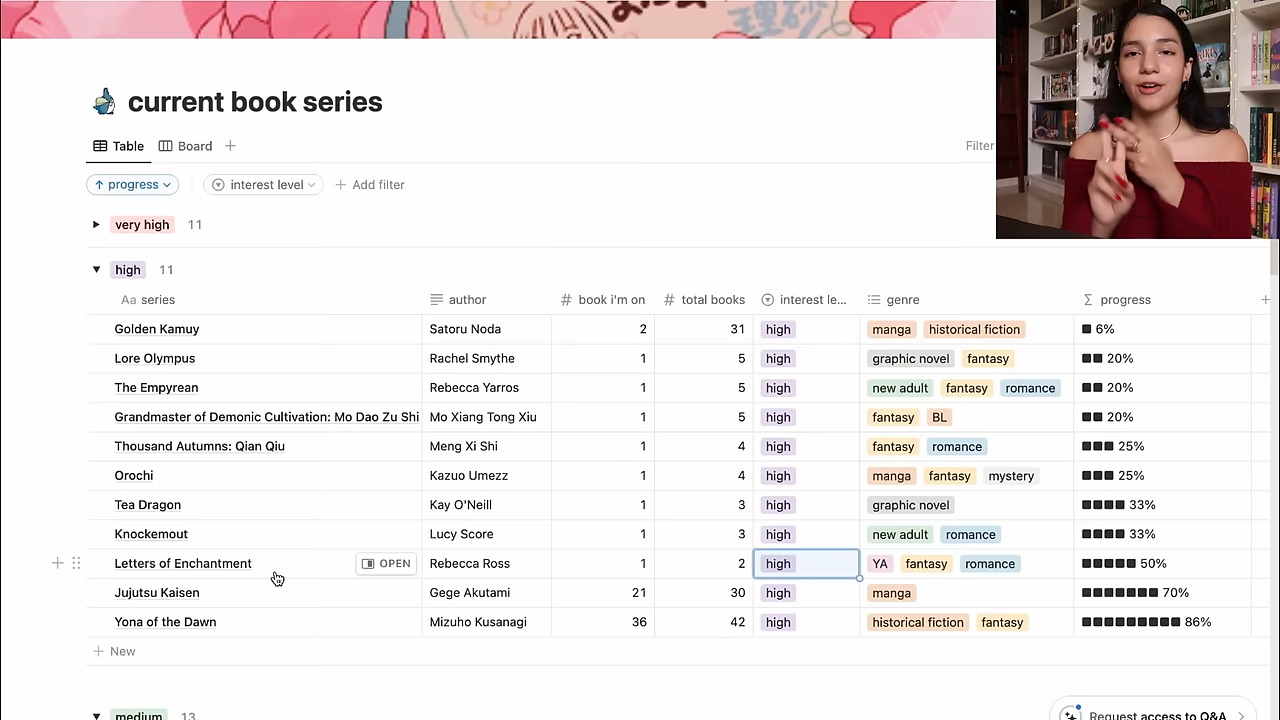 current book series
Table Board
Filter
progress interest level Add filter
very high 11
high 11
Aa series author # book i'm on # total books interest le... genre Σ progress
Golden Kamuy Satoru Noda 2 31 high manga historical fiction 6%
Lore Olympus Rachel Smythe 1 5 high graphic novel fantasy 20%
The Empyrean Rebecca Yarros 1 5 high new adult fantasy romance 20%
Grandmaster of Demonic Cultivation: Mo Dao Zu Shi Mo Xiang Tong Xiu 1 5 high fantasy BL 20%
Thousand Autumns: Qian Qiu Meng Xi Shi 1 4 high fantasy romance 25%
Orochi Kazuo Umezz 1 4 high manga fantasy mystery 25%
Tea Dragon Kay O'Neill 1 3 high graphic novel 33%
Knockemout Lucy Score 1 3 high new adult romance 33%
Letters of Enchantment OPEN Rebecca Ross 1 2 high YA fantasy romance 50%
Jujutsu Kaisen Gege Akutami 21 30 high manga 70%
Yona of the Dawn Mizuho Kusanagi 36 42 high historical fiction fantasy 86%
New
medium 13
Request access to Q&A